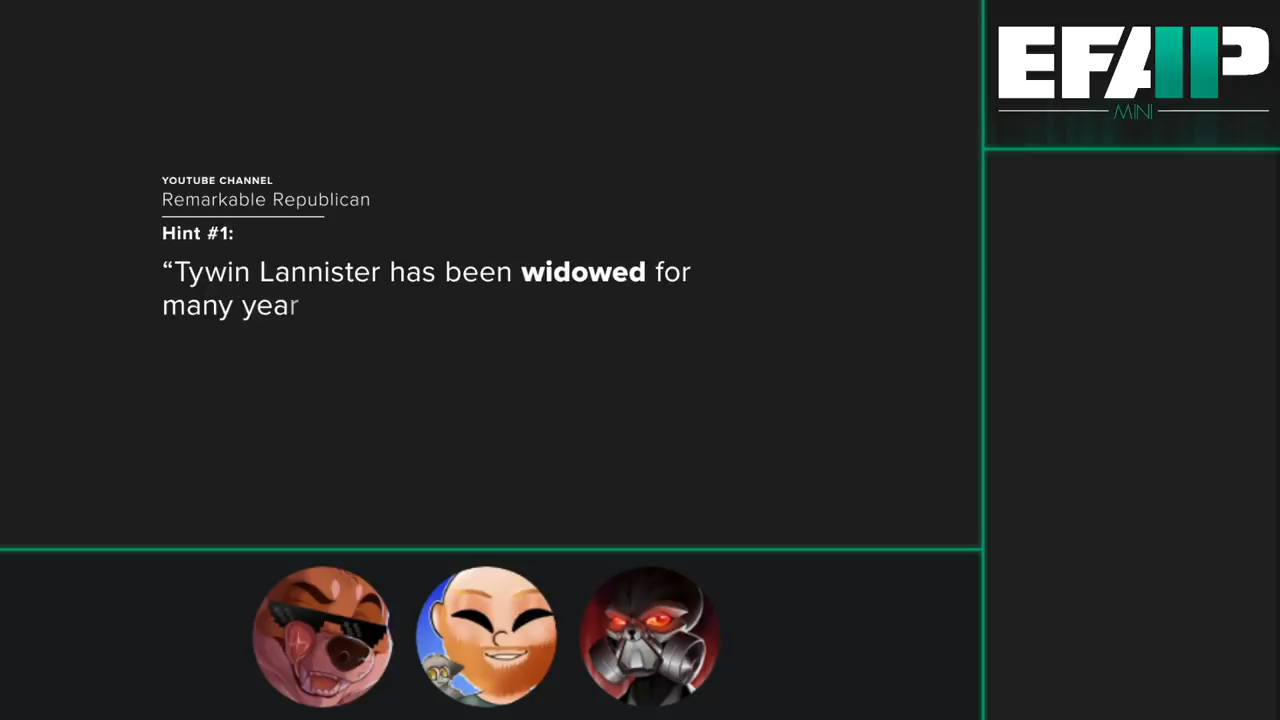 EFAP
MINI
YOUTUBE CHANNEL
Remarkable Republican
Hint #1:
“Tywin Lannister has been widowed for
many year